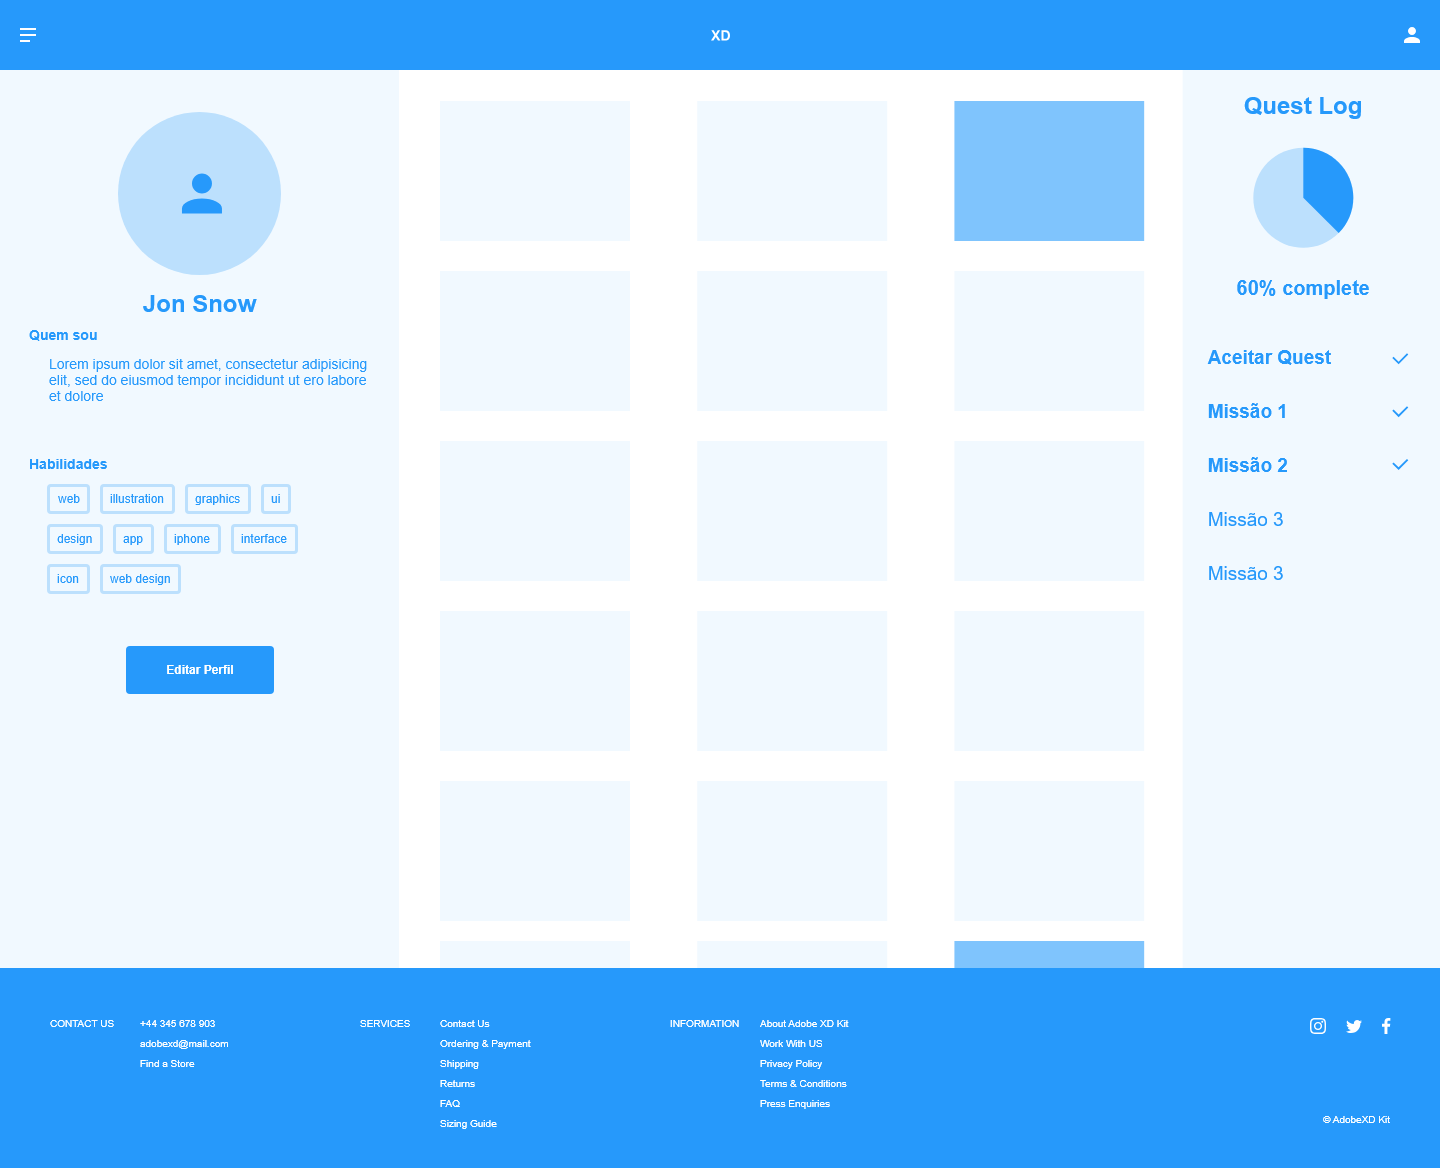 XD
Jon Snow
Quem sou
Lorem ipsum dolor sit amet, consectetur adipisicing
elit, sed do eiusmod tempor incididunt ut ero labore
et dolore
Habilidades
web illustration graphics ui
design app iphone interface
icon web design
Editar Perfil
Quest Log
60% complete
Aceitar Quest
Missão 1
Missão 2
Missão 3
Missão 3
CONTACT US
+44 345 678 903
adobexd@mail.com
Find a Store
SERVICES
Contact Us
Ordering & Payment
Shipping
Returns
FAQ
Sizing Guide
INFORMATION
About Adobe XD Kit
Work With US
Privacy Policy
Terms & Conditions
Press Enquiries
© AdobeXD Kit